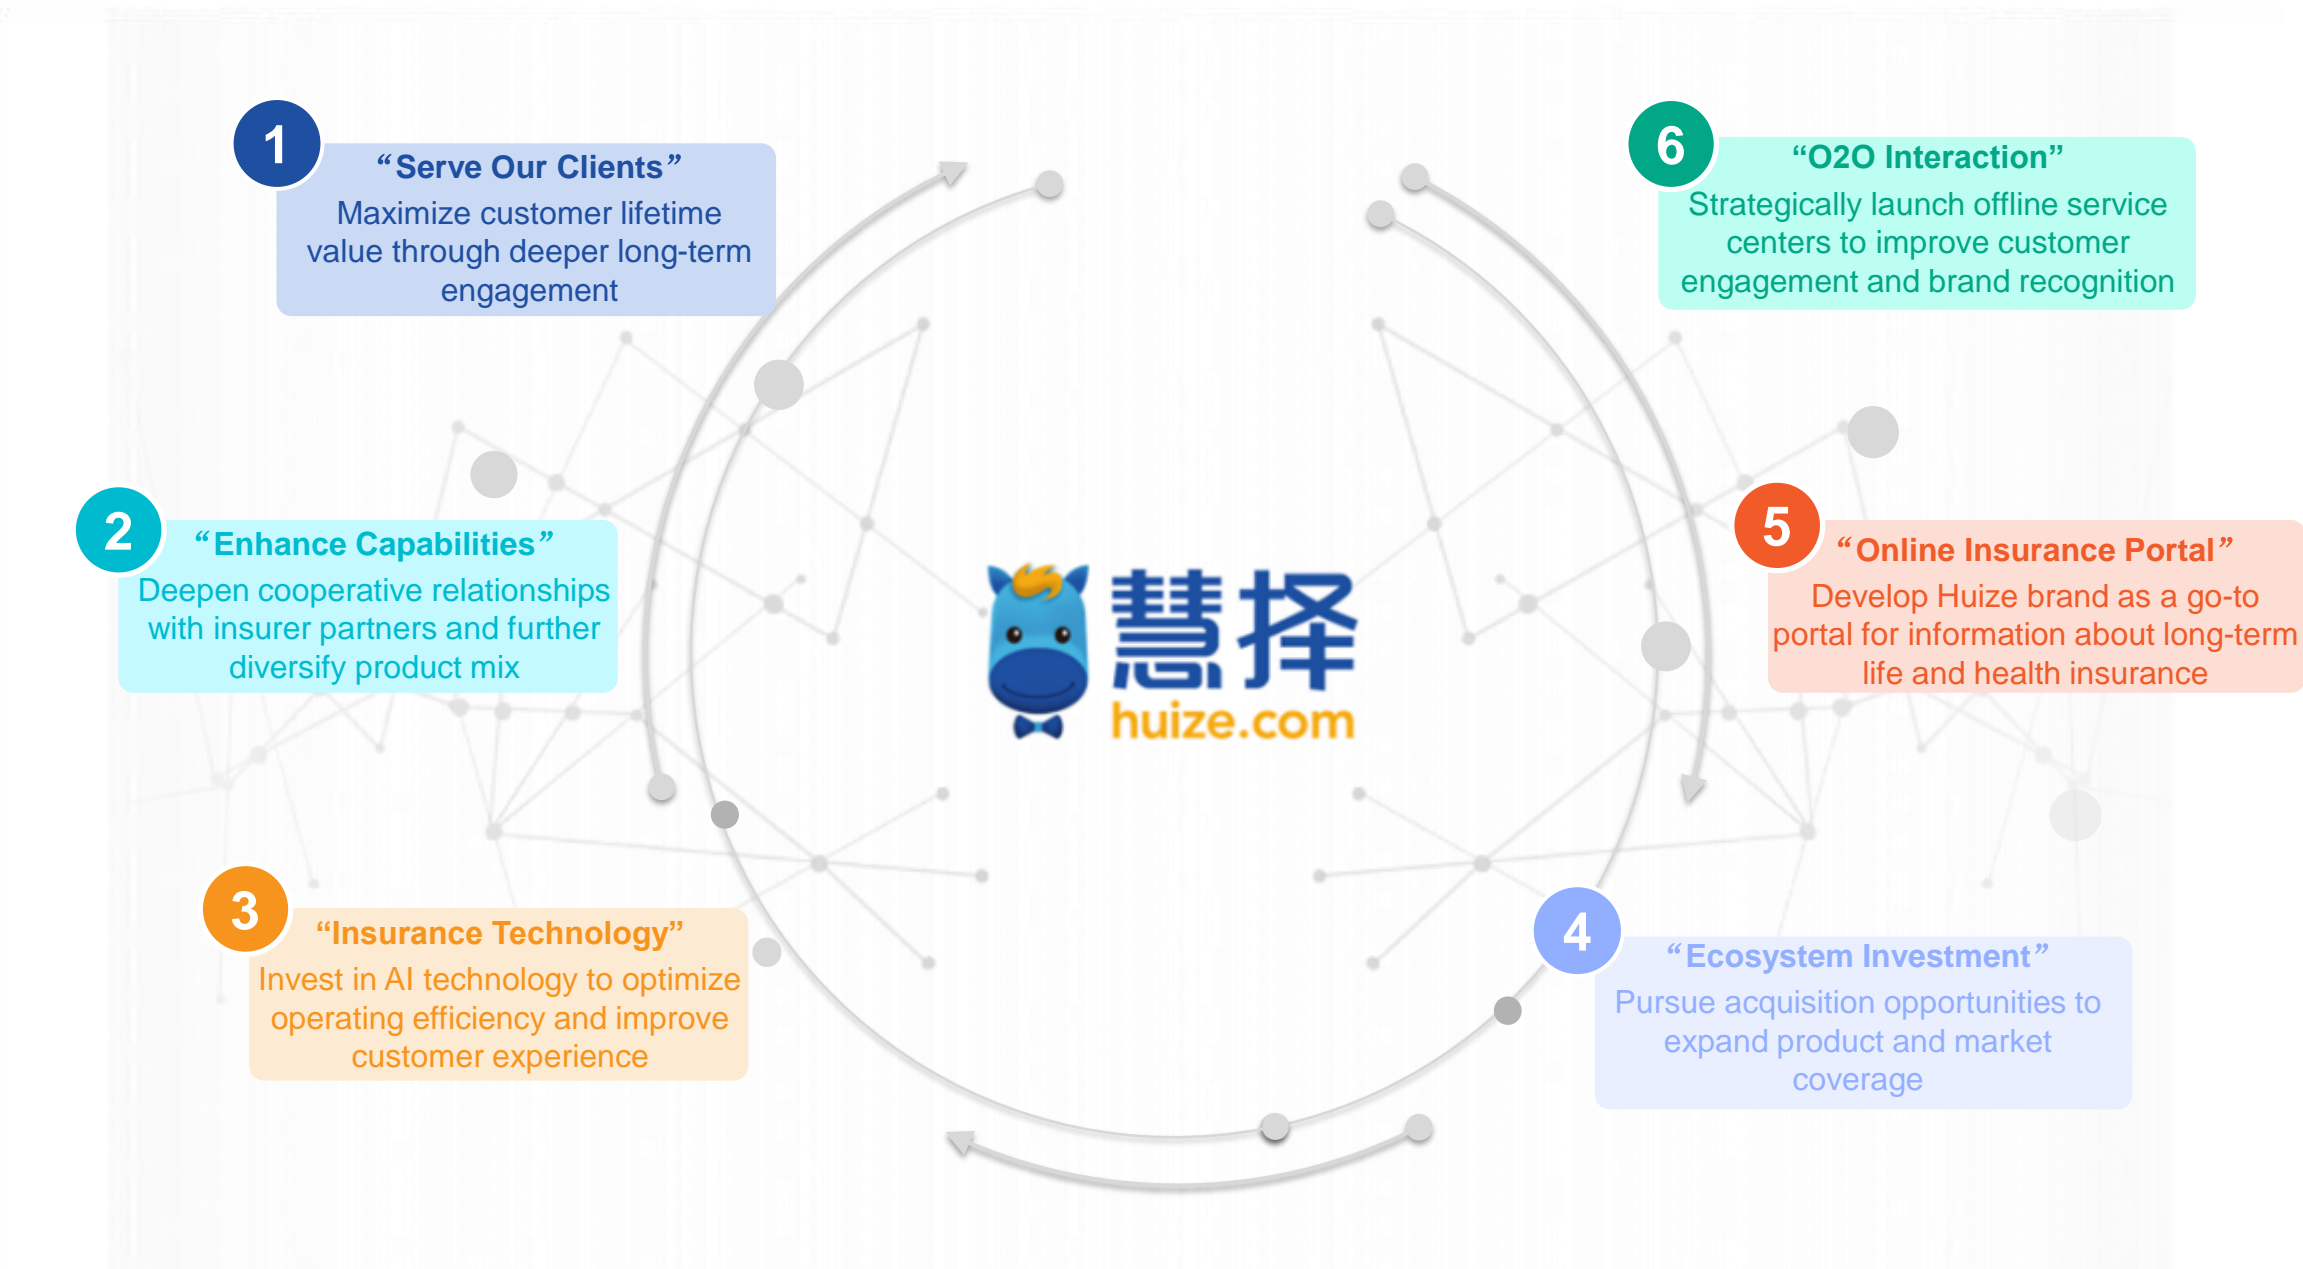 1
“Serve Our Clients”
Maximize customer lifetime
value through deeper long-term
engagement
2
“Enhance Capabilities”
Deepen cooperative relationships
with insurer partners and further
diversify product mix
3
“Insurance Technology”
Invest in AI technology to optimize
operating efficiency and improve
customer experience
慧择
huize.com
4
“Ecosystem Investment”
Pursue acquisition opportunities to
expand product and market
coverage
5
“Online Insurance Portal”
Develop Huize brand as a go-to
portal for information about long-term
life and health insurance
6
“O2O Interaction”
Strategically launch offline service
centers to improve customer
engagement and brand recognition